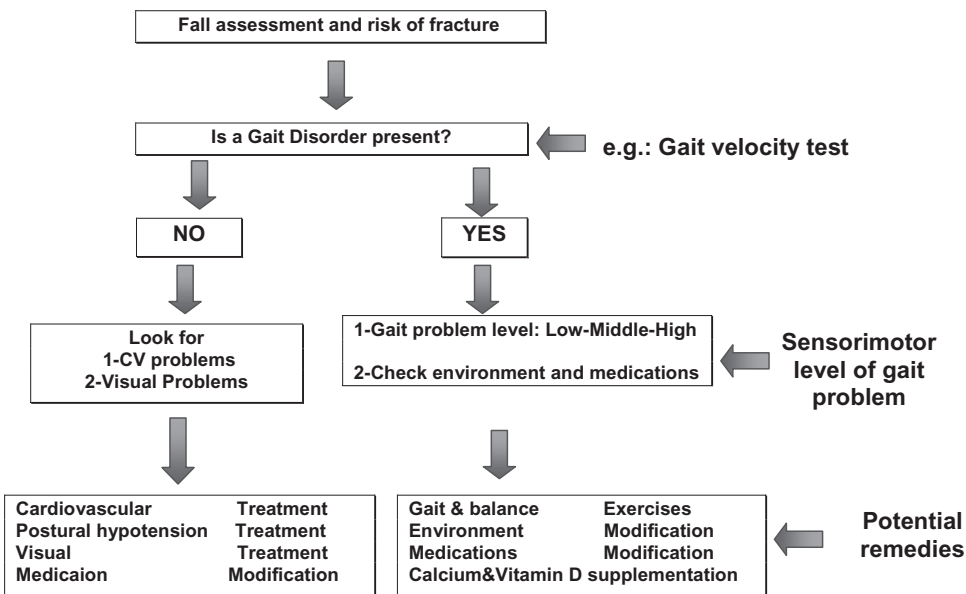 Fall assessment and risk of fracture
Is a Gait Disorder present?
e.g.: Gait velocity test
NO
YES
Look for
1-CV problems
2-Visual Problems
1-Gait problem level: Low-Middle-High
2-Check environment and medications
Sensorimotor
level of gait
problem
Cardiovascular Treatment
Postural hypotension Treatment
Visual Treatment
Medicaion Modification
Gait & balance Exercises
Environment Modification
Medications Modification
Calcium&Vitamin D supplementation
Potential
remedies